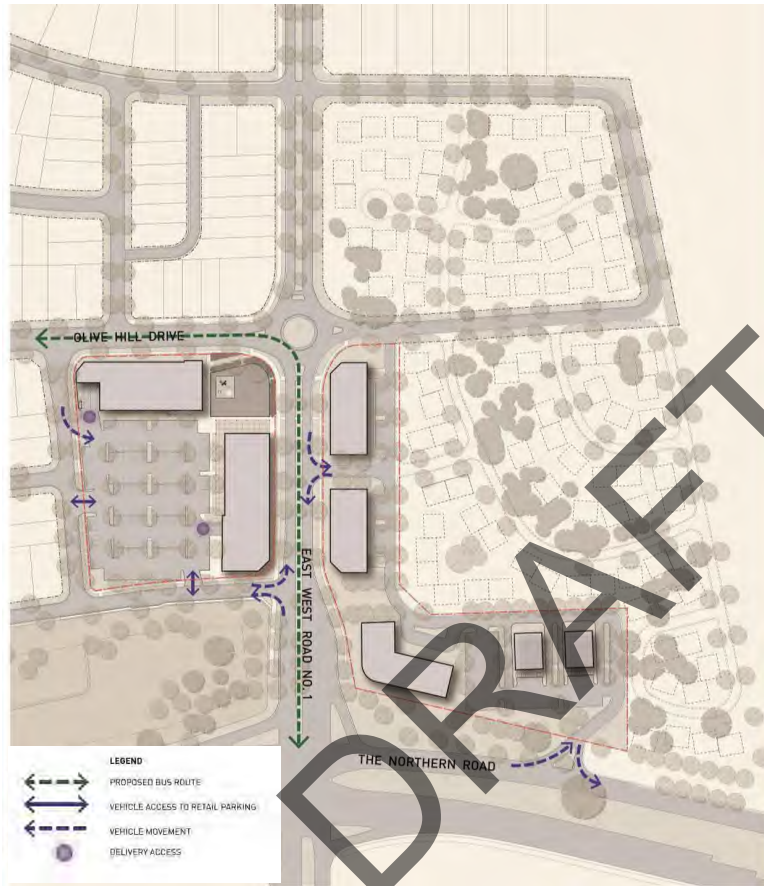 OLIVE HILL DRIVE
EAST WEST ROAD NO. 1
THE NORTHERN ROAD
DRAFT
LEGEND
PROPOSED BUS ROUTE
VEHICLE ACCESS TO RETAIL PARKING
VEHICLE MOVEMENT
DELIVERY ACCESS